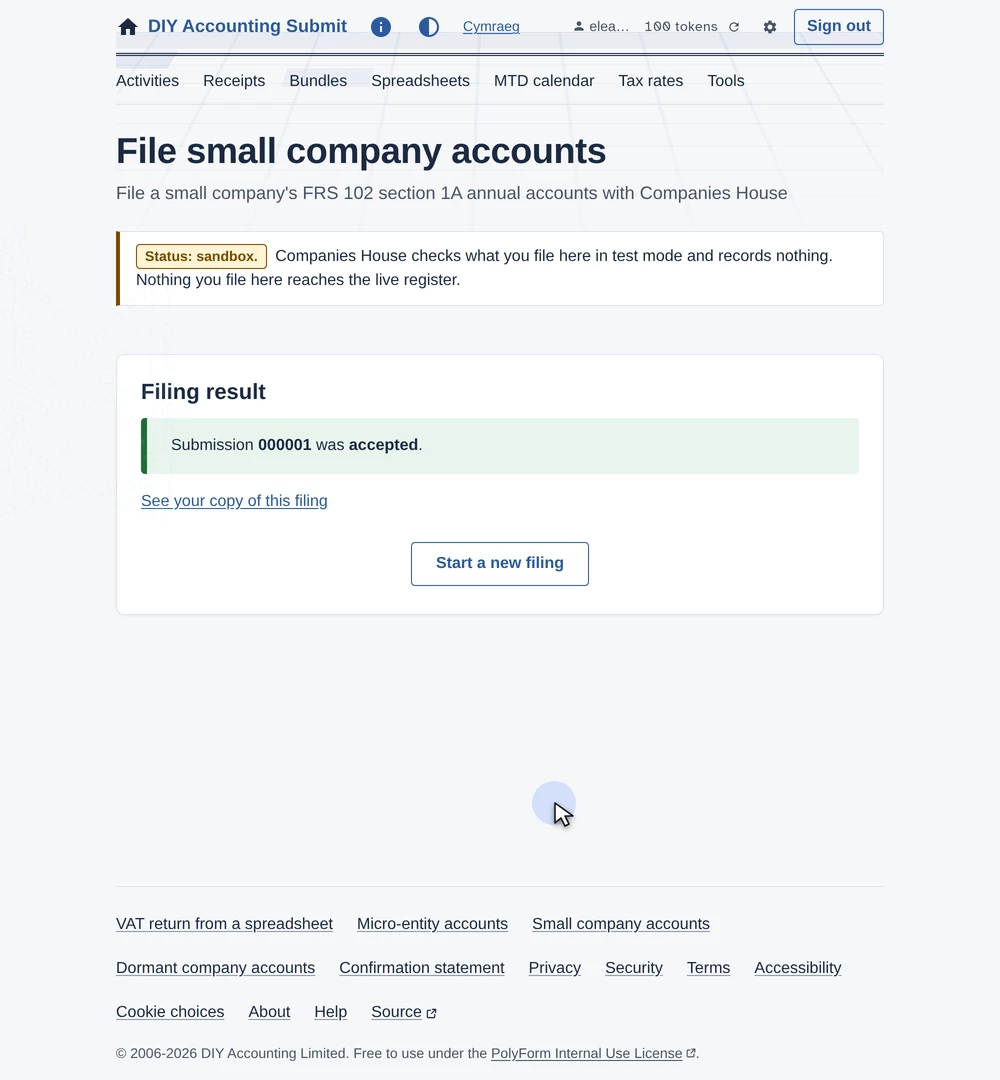 DIY Accounting Submit Cymraeg elea... 100 tokens Sign out
Activities Receipts Bundles Spreadsheets MTD calendar Tax rates Tools
File small company accounts
File a small company's FRS 102 section 1A annual accounts with Companies House
Status: sandbox. Companies House checks what you file here in test mode and records nothing.
Nothing you file here reaches the live register.
Filing result
Submission 000001 was accepted.
See your copy of this filing
Start a new filing
VAT return from a spreadsheet Micro-entity accounts Small company accounts
Dormant company accounts Confirmation statement Privacy Security Terms Accessibility
Cookie choices About Help Source
© 2006-2026 DIY Accounting Limited. Free to use under the PolyForm Internal Use License.